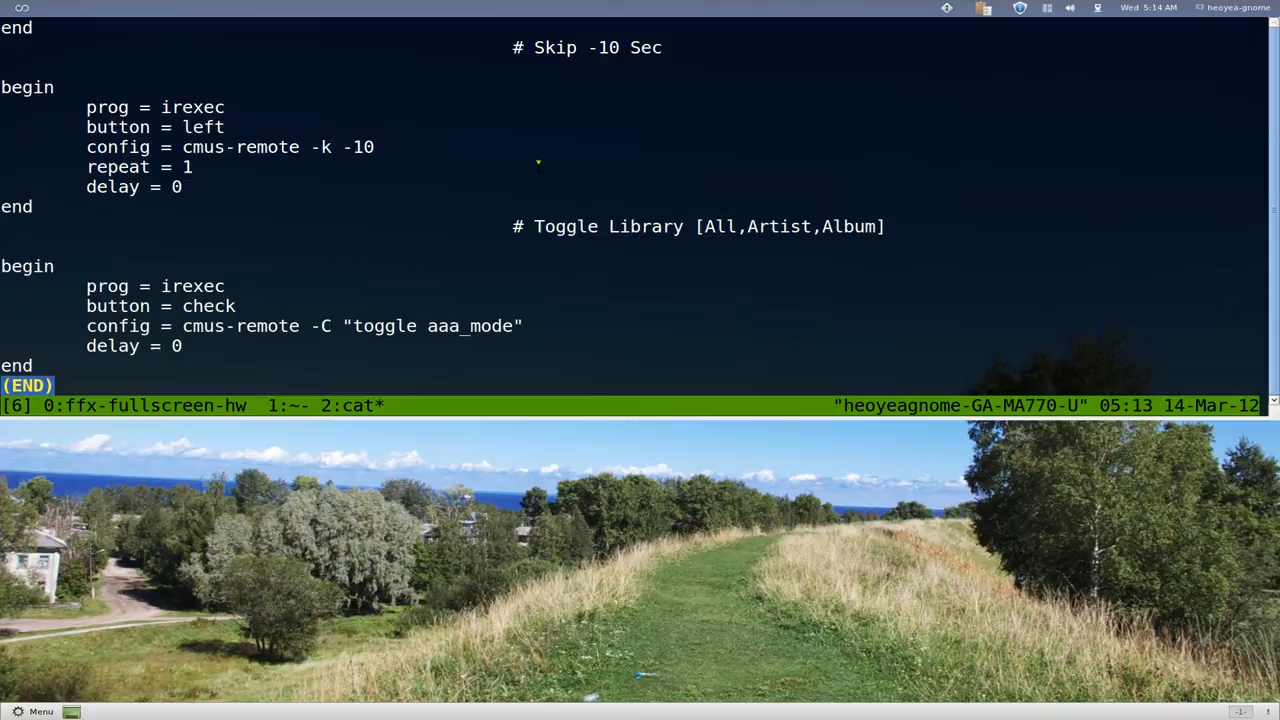 Wed 5:14 AM
heoyea-gnome
end
# Skip -10 Sec
begin
prog = irexec
button = left
config = cmus-remote -k -10
repeat = 1
delay = 0
end
# Toggle Library [All,Artist,Album]
begin
prog = irexec
button = check
config = cmus-remote -C "toggle aaa_mode"
delay = 0
end
(END)
[6] 0:ffx-fullscreen-hw  1:~- 2:cat* "heoyeagnome-GA-MA770-U" 05:13 14-Mar-12
Menu
-1-